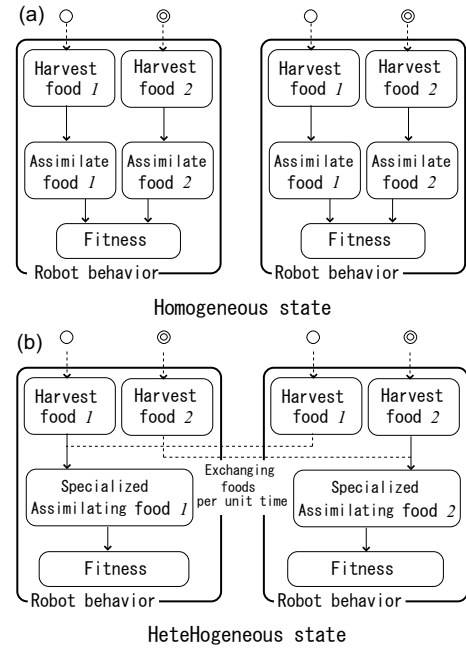 (a)
Harvest food 1
Harvest food 2
Harvest food 1
Harvest food 2
Assimilate food 1
Assimilate food 2
Assimilate food 1
Assimilate food 2
Fitness
Fitness
Robot behavior
Robot behavior
Homogeneous state
(b)
Harvest food 1
Harvest food 2
Harvest food 1
Harvest food 2
Exchanging foods per unit time
Specialized Assimilating food 1
Specialized Assimilating food 2
Fitness
Fitness
Robot behavior
Robot behavior
HeteHogeneous state